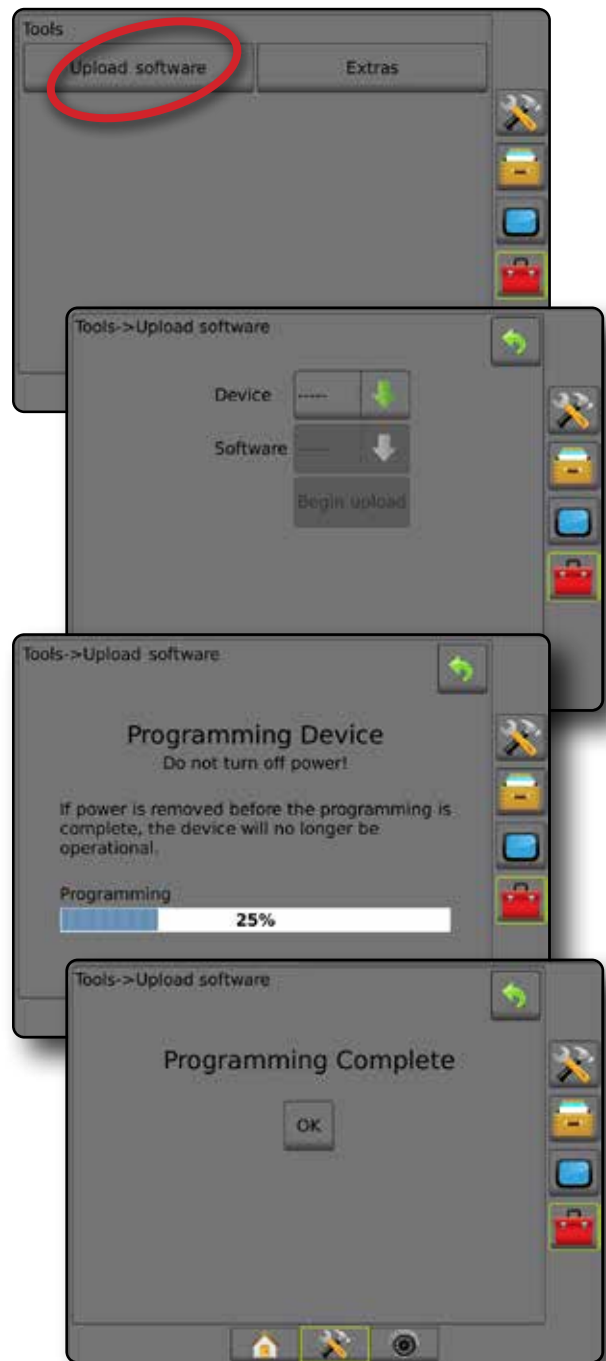 Tools
Upload software
Extras
Tools->Upload software
Device
-----
Software
-----
Begin upload
Tools->Upload software
Programming Device
Do not turn off power!
If power is removed before the programming is
complete, the device will no longer be
operational.
Programming
25%
Tools->Upload software
Programming Complete
OK